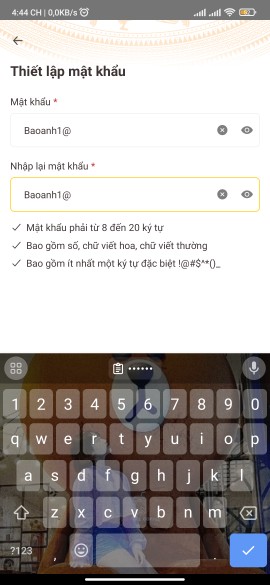 4:44 CH | 0,0KB/s
Thiết lập mật khẩu
Mật khẩu *
Baoanh1@
Nhập lại mật khẩu *
Baoanh1@
Mật khẩu phải từ 8 đến 20 ký tự
Bao gồm số, chữ viết hoa, chữ viết thường
Bao gồm ít nhất một ký tự đặc biệt !@#$^*()_
1 2 3 4 5 6 7 8 9 0
q w e r t y u i o p
a s d f g h j k l
z x c v b n m
?123 , .